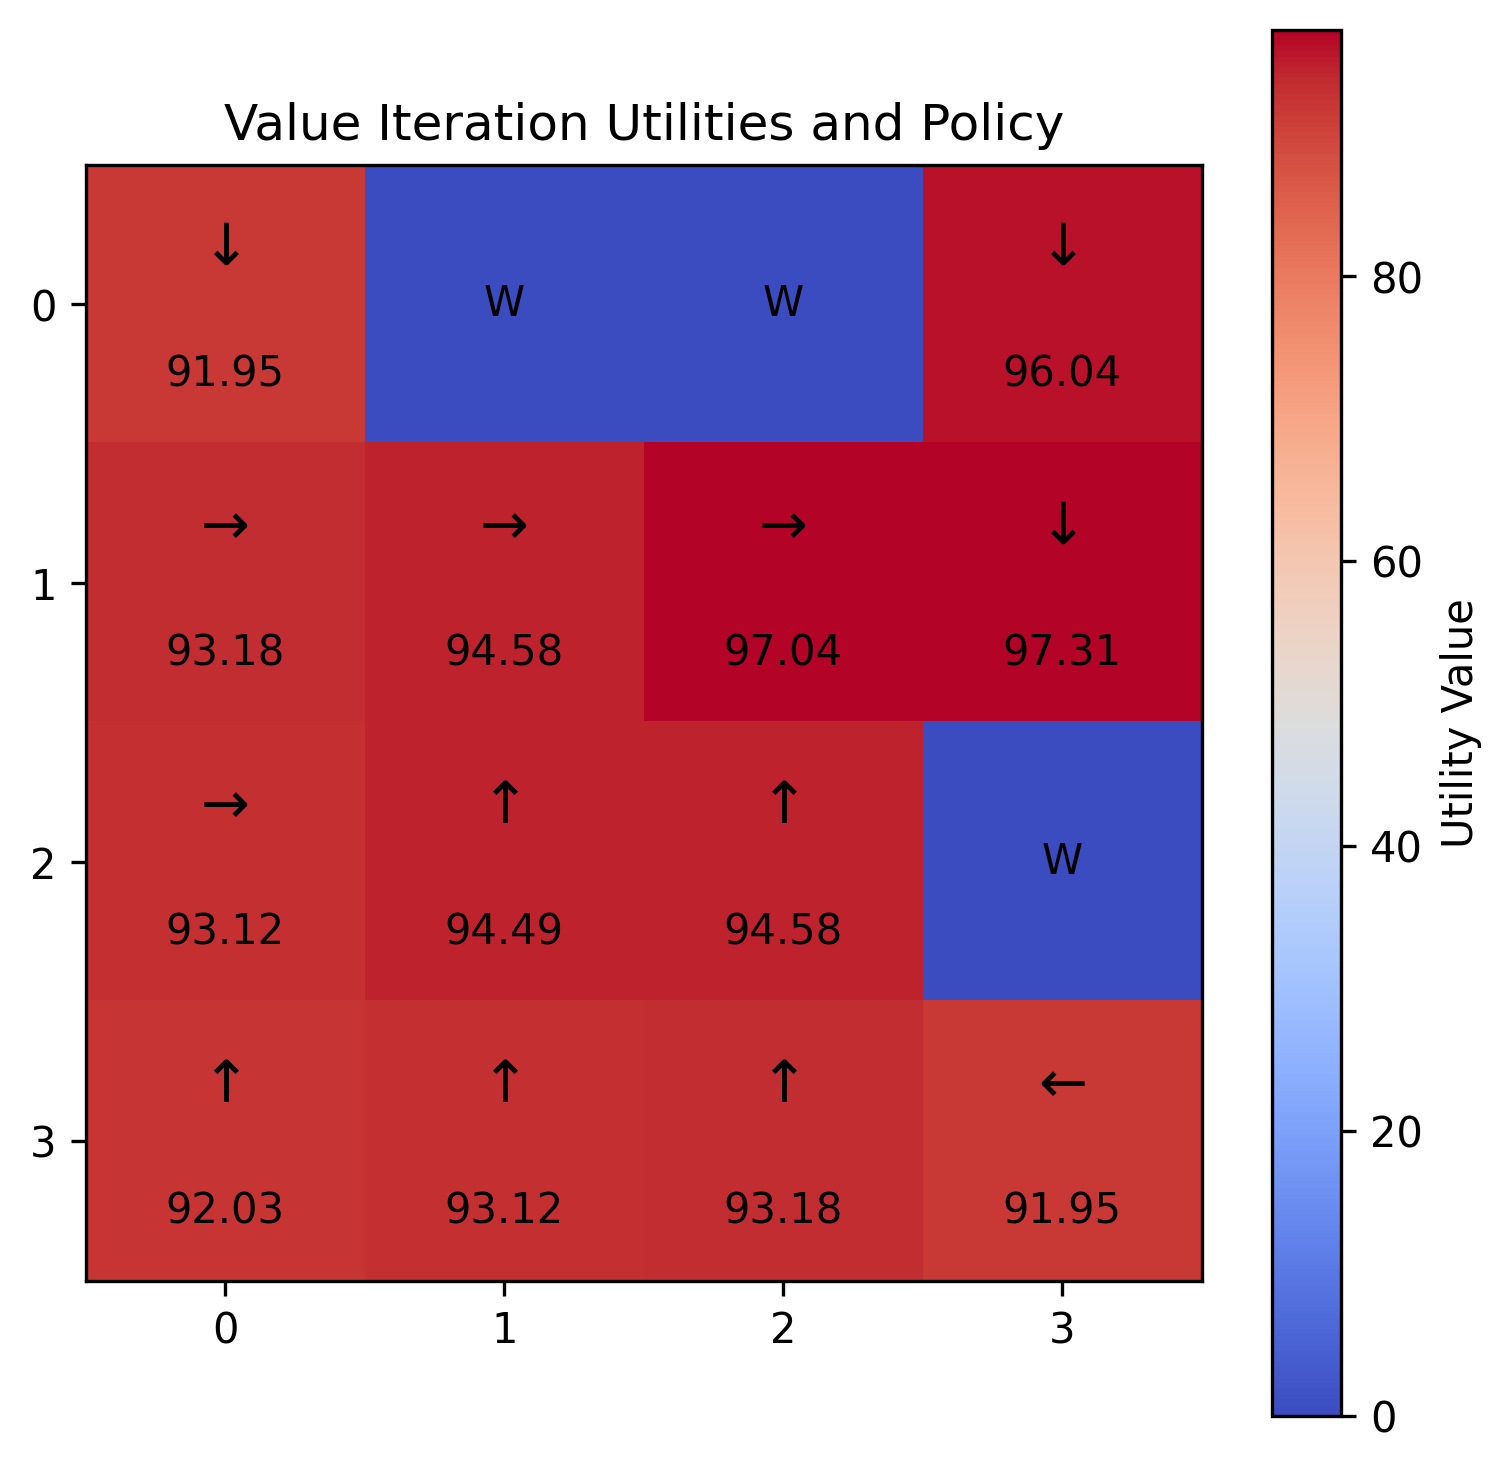 Value Iteration Utilities and Policy
0 ↓ W W ↓
91.95 96.04
1 → → → ↓
93.18 94.58 97.04 97.31
2 → ↑ ↑ W
93.12 94.49 94.58
3 ↑ ↑ ↑ ←
92.03 93.12 93.18 91.95
0 1 2 3
80
60
40
20
0
Utility Value